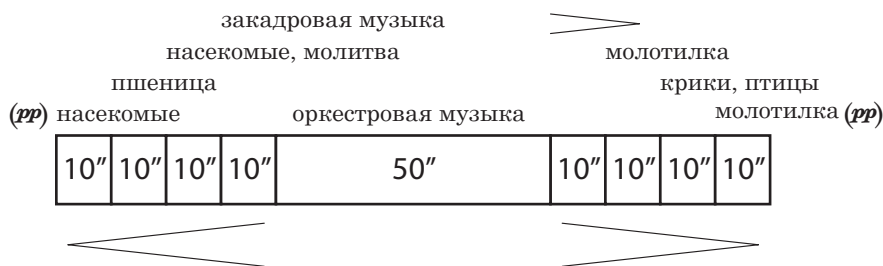 закадровая музыка
насекомые, молитва молотилка
пшеница крики, птицы
(pp) насекомые оркестровая музыка молотилка (pp)
10″ 10″ 10″ 10″ 50″ 10″ 10″ 10″ 10″